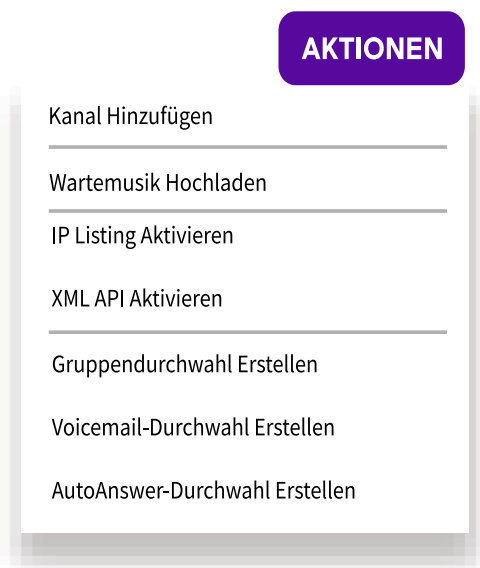 AKTIONEN
Kanal Hinzufügen
Wartemusik Hochladen
IP Listing Aktivieren
XML API Aktivieren
Gruppendurchwahl Erstellen
Voicemail-Durchwahl Erstellen
AutoAnswer-Durchwahl Erstellen